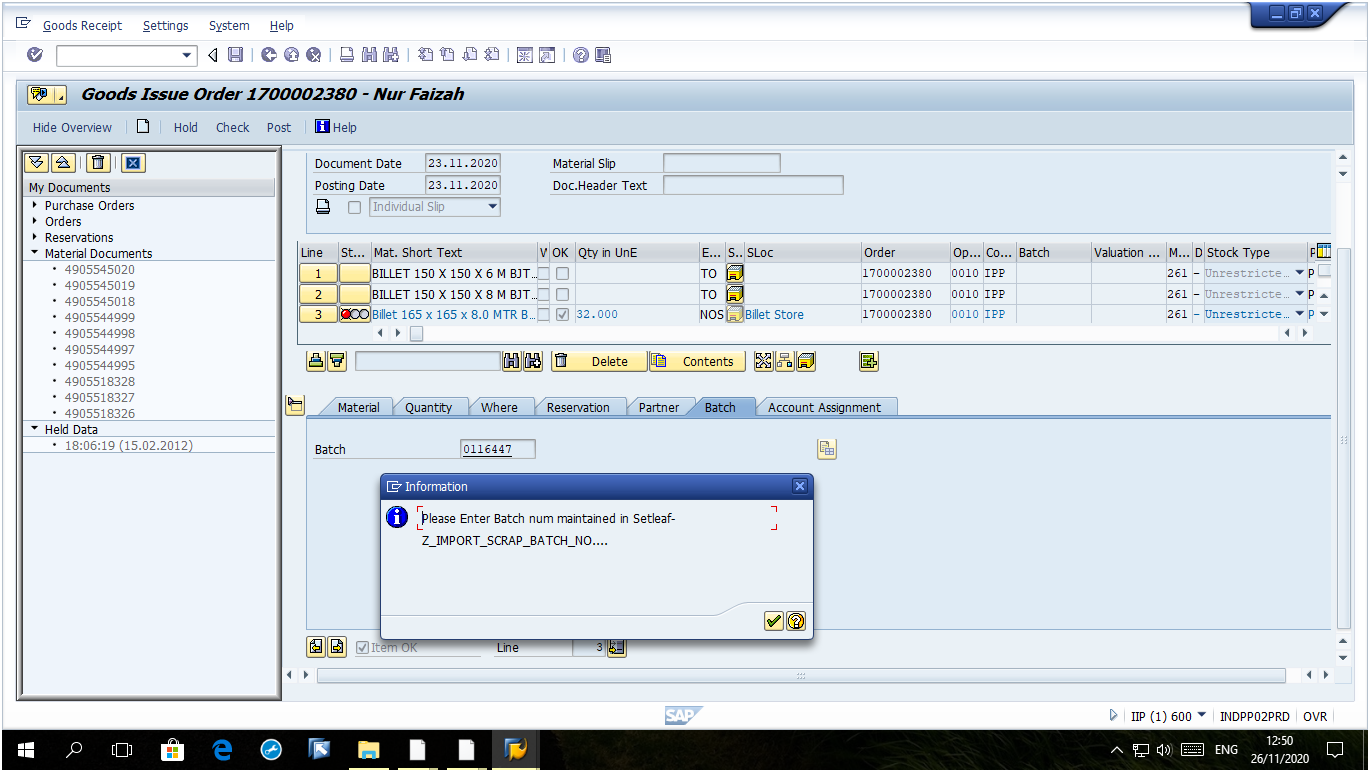 Goods Receipt Settings System Help
Goods Issue Order 1700002380 - Nur Faizah
Hide Overview Hold Check Post Help
My Documents
Purchase Orders
Orders
Reservations
Material Documents
4905545020
4905545019
4905545018
4905544999
4905544998
4905544997
4905544995
4905518328
4905518327
4905518326
Held Data
18:06:19 (15.02.2012)
Document Date 23.11.2020 Material Slip
Posting Date 23.11.2020 Doc.Header Text
Individual Slip
Line St... Mat. Short Text V OK Qty in UnE E... S.. SLoc Order Op... Co... Batch Valuation ... M... D Stock Type P
1 BILLET 150 X 150 X 6 M BJT... TO 1700002380 0010 IPP 261 - Unrestricte... P
2 BILLET 150 X 150 X 8 M BJT... TO 1700002380 0010 IPP 261 - Unrestricte... P
3 Billet 165 x 165 x 8.0 MTR B... 32.000 NOS Billet Store 1700002380 0010 IPP 261 - Unrestricte... P
Delete Contents
Material Quantity Where Reservation Partner Batch Account Assignment
Batch 0116447
Information
Please Enter Batch num maintained in Setleaf-
Z_IMPORT_SCRAP_BATCH_NO....
Item OK Line 3
SAP IIP (1) 600 INDPP02PRD OVR
ENG
12:50
26/11/2020